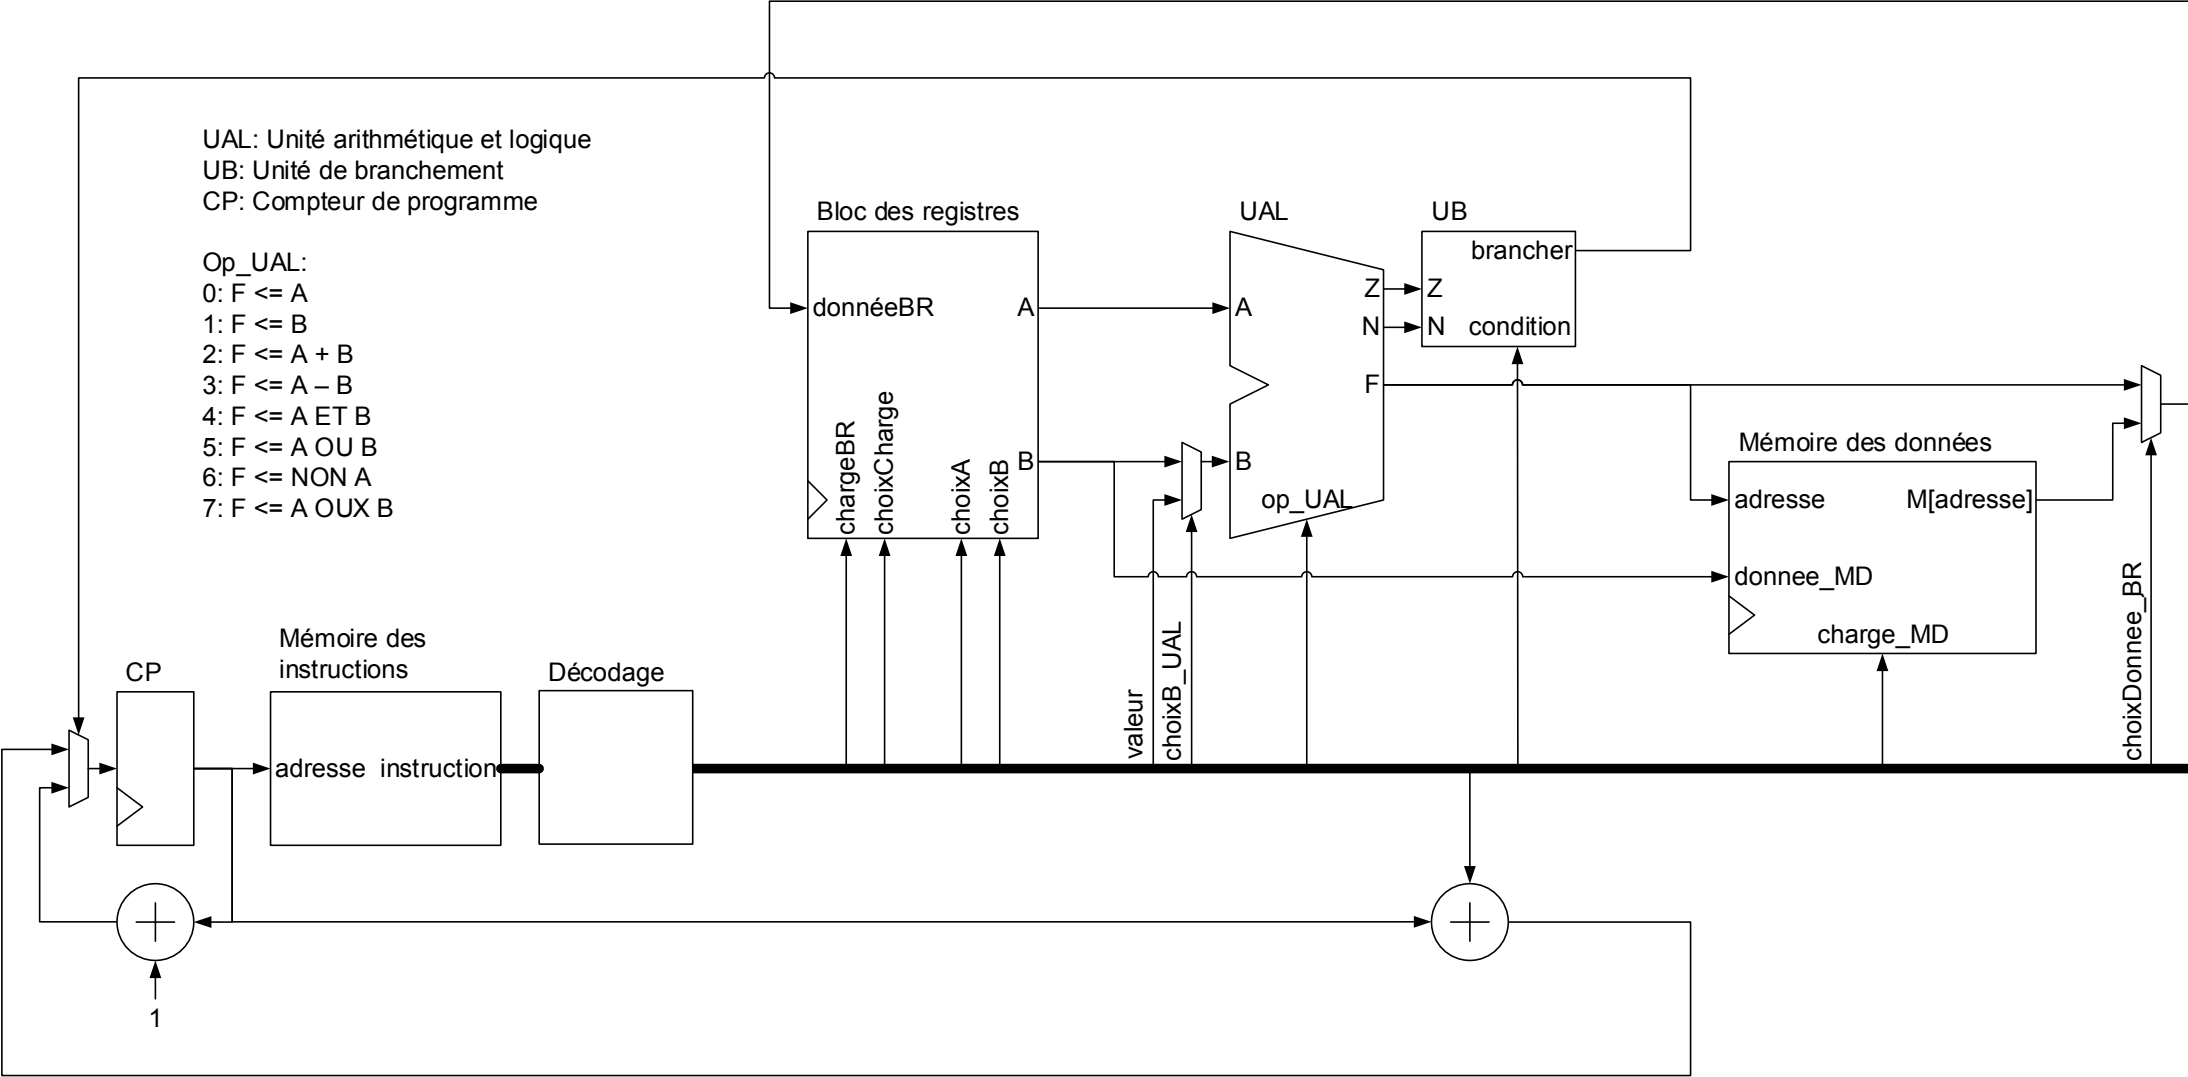 UAL: Unité arithmétique et logique
UB: Unité de branchement
CP: Compteur de programme
Op_UAL:
0: F <= A
1: F <= B
2: F <= A + B
3: F <= A – B
4: F <= A ET B
5: F <= A OU B
6: F <= NON A
7: F <= A OUX B
Bloc des registres
donnéeBR
A
B
chargeBR
choixCharge
choixA
choixB
UAL
A
B
Z
N
F
op_UAL
UB
brancher
Z
N
condition
Mémoire des données
adresse
M[adresse]
donnee_MD
charge_MD
choixDonnee_BR
valeur
choixB_UAL
CP
Mémoire des
instructions
adresse
instruction
Décodage
1